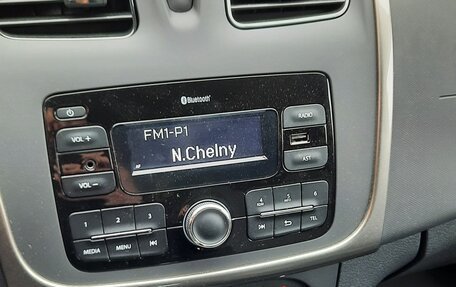 Bluetooth
FM1-P1
N.Chelny
RADIO
VOL +
AST
VOL -
1 2 3
4 5 6
MEDIA MENU
TEL